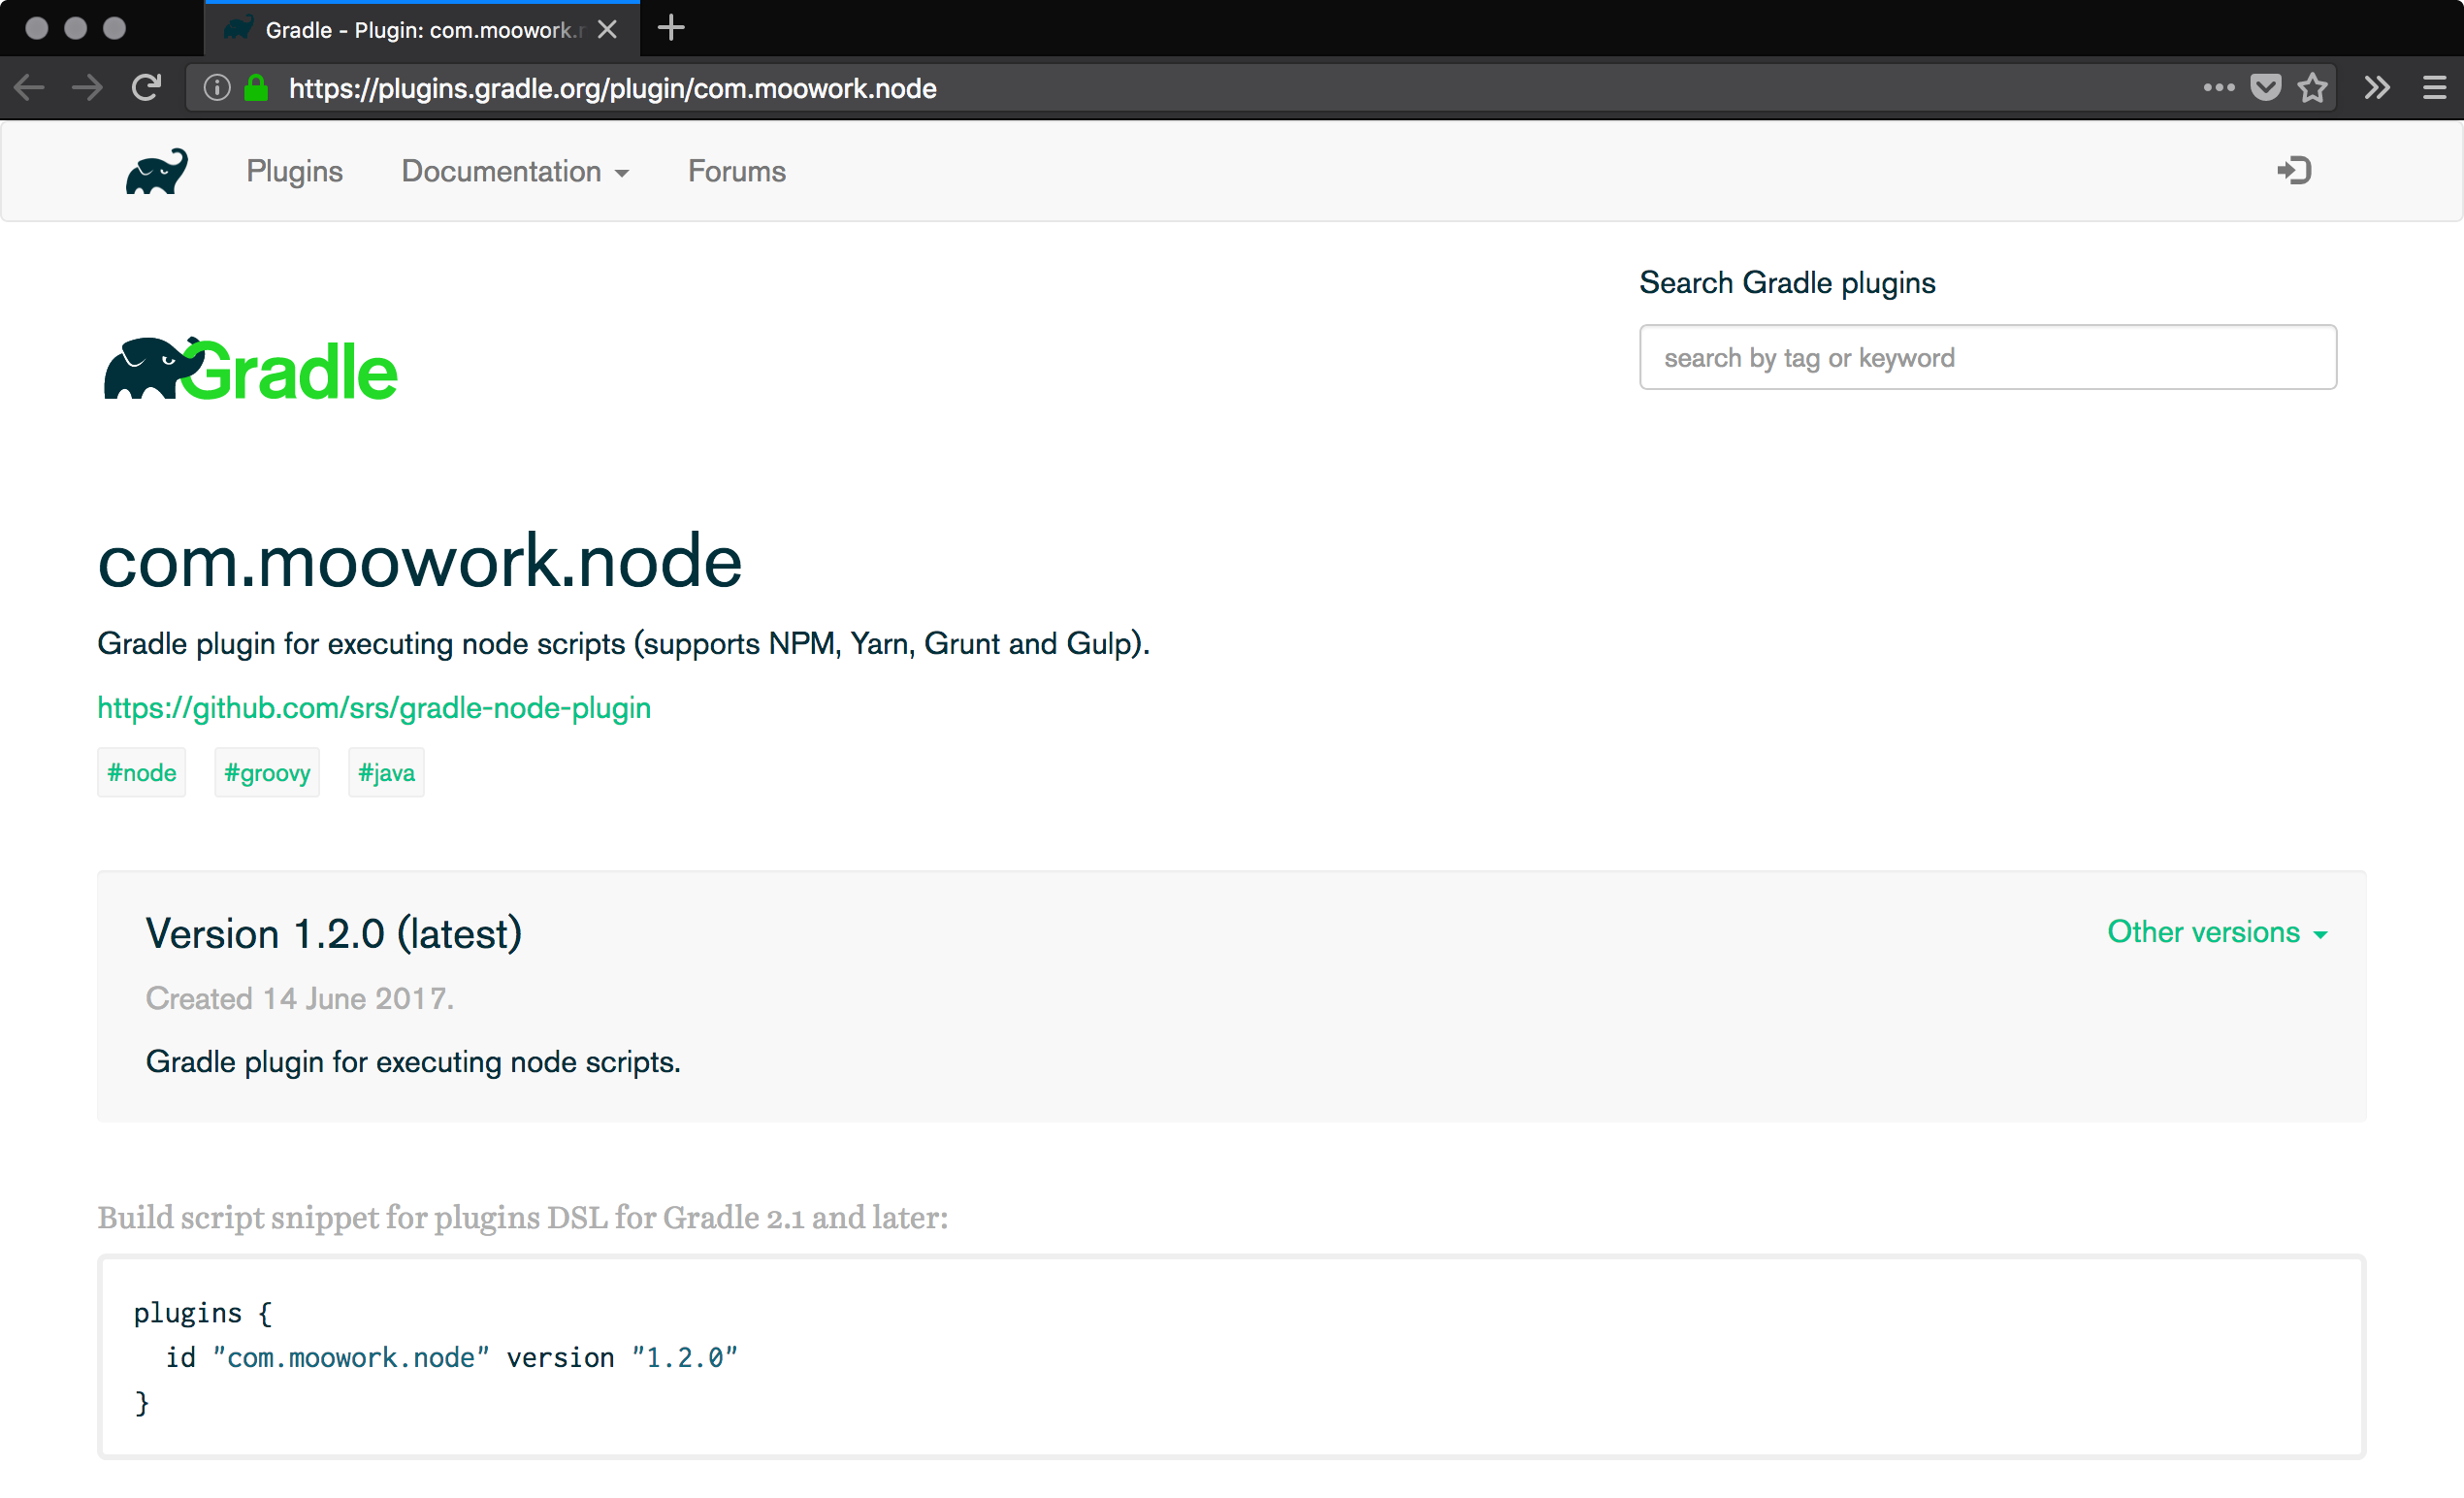 Gradle - Plugin: com.moowork.n
https://plugins.gradle.org/plugin/com.moowork.node
Plugins Documentation Forums
Search Gradle plugins
search by tag or keyword
Gradle
com.moowork.node
Gradle plugin for executing node scripts (supports NPM, Yarn, Grunt and Gulp).
https://github.com/srs/gradle-node-plugin
#node #groovy #java
Version 1.2.0 (latest)
Other versions
Created 14 June 2017.
Gradle plugin for executing node scripts.
Build script snippet for plugins DSL for Gradle 2.1 and later:
plugins {
  id "com.moowork.node" version "1.2.0"
}